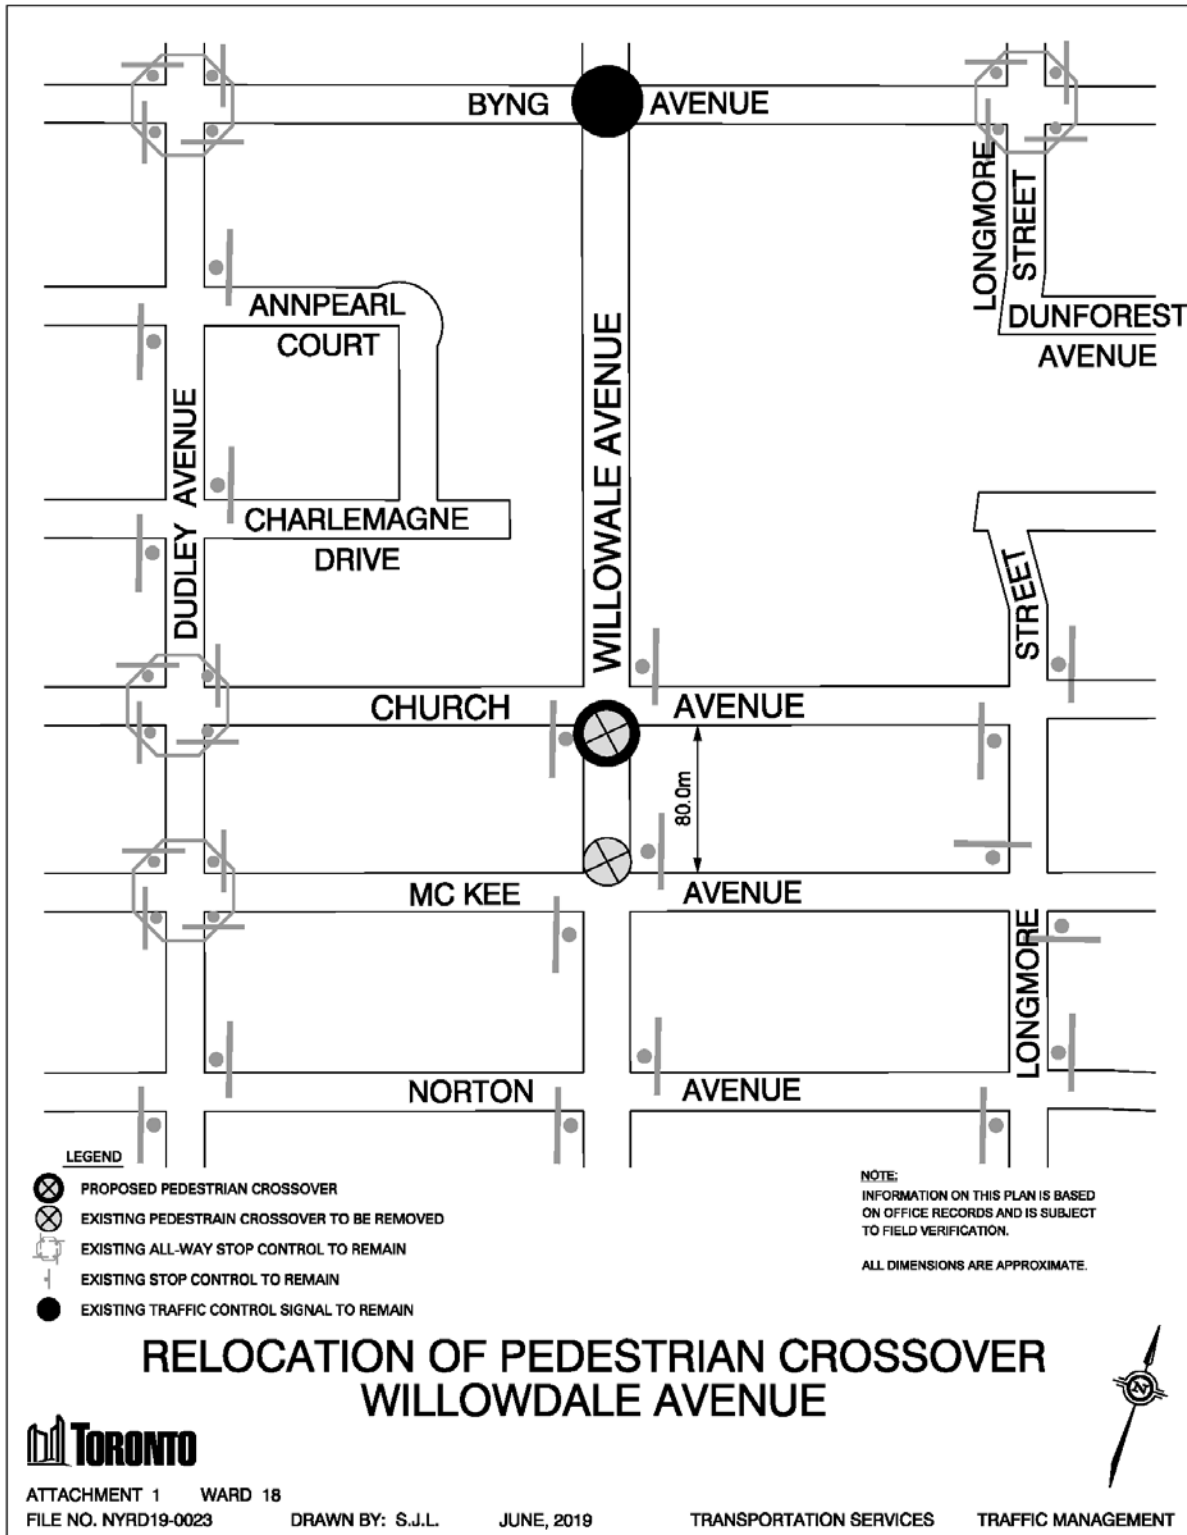 BYNG AVENUE
LONGMORE
STREET
ANNPEARL
COURT
DUNFOREST
AVENUE
WILLOWALE AVENUE
DUDLEY AVENUE
CHARLEMAGNE
DRIVE
STREET
CHURCH AVENUE
80.0m
MC KEE AVENUE
LONGMORE
NORTON AVENUE
LEGEND
PROPOSED PEDESTRIAN CROSSOVER
EXISTING PEDESTRAIN CROSSOVER TO BE REMOVED
EXISTING ALL-WAY STOP CONTROL TO REMAIN
EXISTING STOP CONTROL TO REMAIN
EXISTING TRAFFIC CONTROL SIGNAL TO REMAIN
NOTE:
INFORMATION ON THIS PLAN IS BASED
ON OFFICE RECORDS AND IS SUBJECT
TO FIELD VERIFICATION.
ALL DIMENSIONS ARE APPROXIMATE.
RELOCATION OF PEDESTRIAN CROSSOVER
WILLOWDALE AVENUE
N
TORONTO
ATTACHMENT 1 WARD 18
FILE NO. NYRD19-0023 DRAWN BY: S.J.L. JUNE, 2019 TRANSPORTATION SERVICES TRAFFIC MANAGEMENT